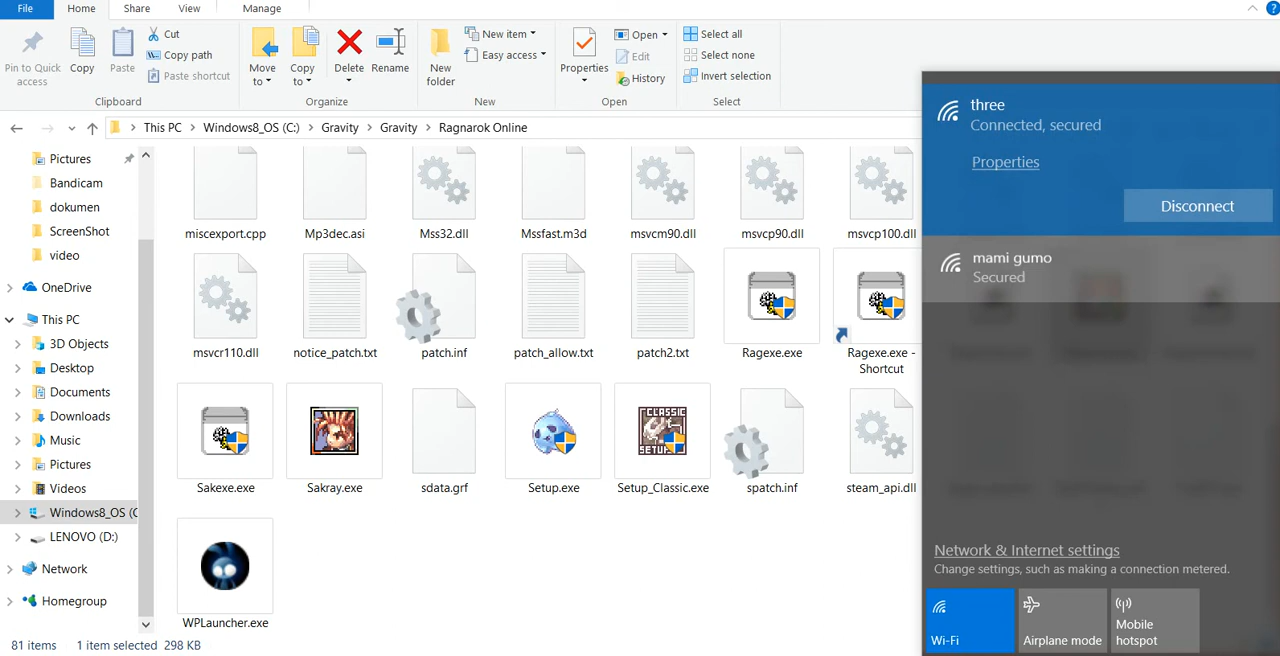 File Home Share View Manage
Cut
Copy path
Paste shortcut
Pin to Quick access
Copy
Paste
Clipboard
Move to
Copy to
Delete
Rename
Organize
New folder
New item
Easy access
New
Properties
Open
Edit
History
Open
Select all
Select none
Invert selection
Select
This PC > Windows8_OS (C:) > Gravity > Gravity > Ragnarok Online
Pictures
Bandicam
dokumen
ScreenShot
video
OneDrive
This PC
3D Objects
Desktop
Documents
Downloads
Music
Pictures
Videos
Windows8_OS (C
LENOVO (D:)
Network
Homegroup
miscexport.cpp Mp3dec.asi Mss32.dll Mssfast.m3d msvcm90.dll msvcp90.dll msvcp100.dll
msvcr110.dll notice_patch.txt patch.inf patch_allow.txt patch2.txt Ragexe.exe Ragexe.exe -
Shortcut
Sakexe.exe Sakray.exe sdata.grf Setup.exe Setup_Classic.exe spatch.inf steam_api.dll
CLASSIC
SETUP
WPLauncher.exe
81 items 1 item selected 298 KB
three
Connected, secured
Properties
Disconnect
mami gumo
Secured
Network & Internet settings
Change settings, such as making a connection metered.
Wi-Fi
Airplane mode
Mobile
hotspot